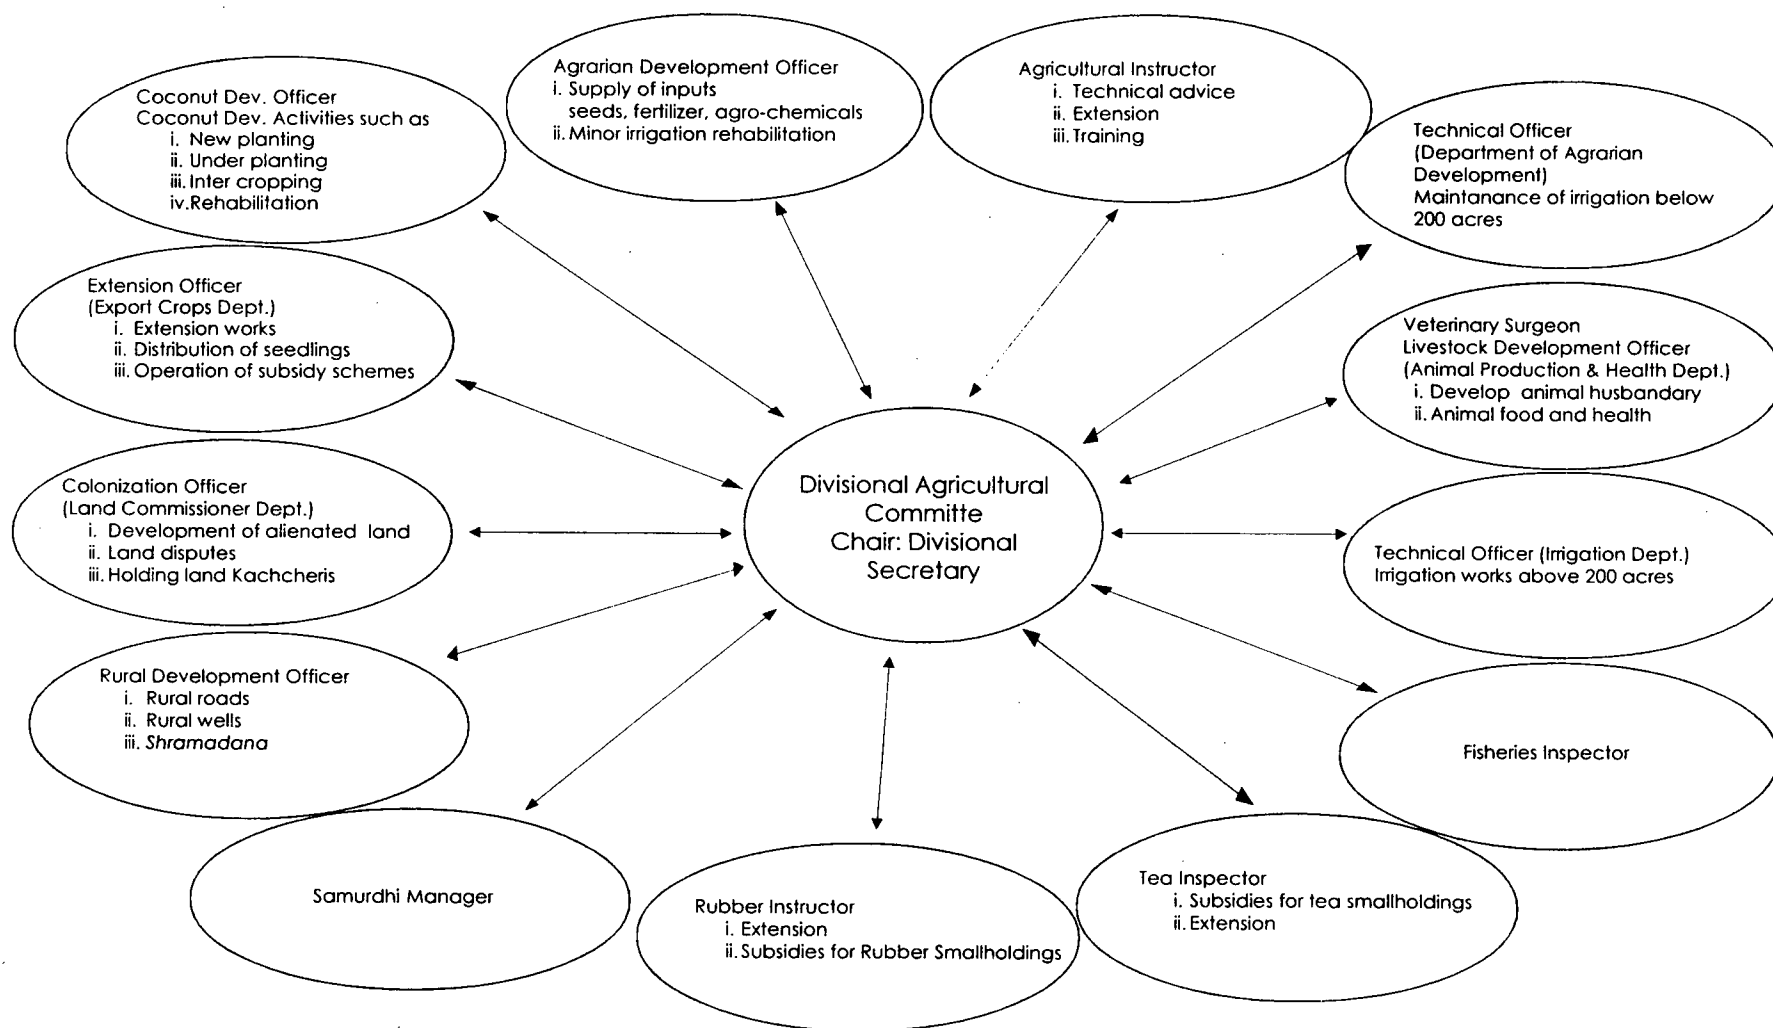 Coconut Dev. Officer
Coconut Dev. Activities such as
i. New planting
ii. Under planting
iii. Inter cropping
iv. Rehabilitation
Agrarian Development Officer
i. Supply of inputs
seeds, fertilizer, agro-chemicals
ii. Minor irrigation rehabilitation
Agricultural Instructor
i. Technical advice
ii. Extension
iii. Training
Technical Officer
(Department of Agrarian
Development)
Maintanance of irrigation below
200 acres
Extension Officer
(Export Crops Dept.)
i. Extension works
ii. Distribution of seedlings
iii. Operation of subsidy schemes
Veterinary Surgeon
Livestock Development Officer
(Animal Production & Health Dept.)
i. Develop animal husbandary
ii. Animal food and health
Colonization Officer
(Land Commissioner Dept.)
i. Development of alienated land
ii. Land disputes
iii. Holding land Kachcheris
Divisional Agricultural
Committe
Chair: Divisional
Secretary
Technical Officer (Irrigation Dept.)
Irrigation works above 200 acres
Rural Development Officer
i. Rural roads
ii. Rural wells
iii. Shramadana
Fisheries Inspector
Samurdhi Manager
Rubber Instructor
i. Extension
ii. Subsidies for Rubber Smallholdings
Tea Inspector
i. Subsidies for tea smallholdings
ii. Extension